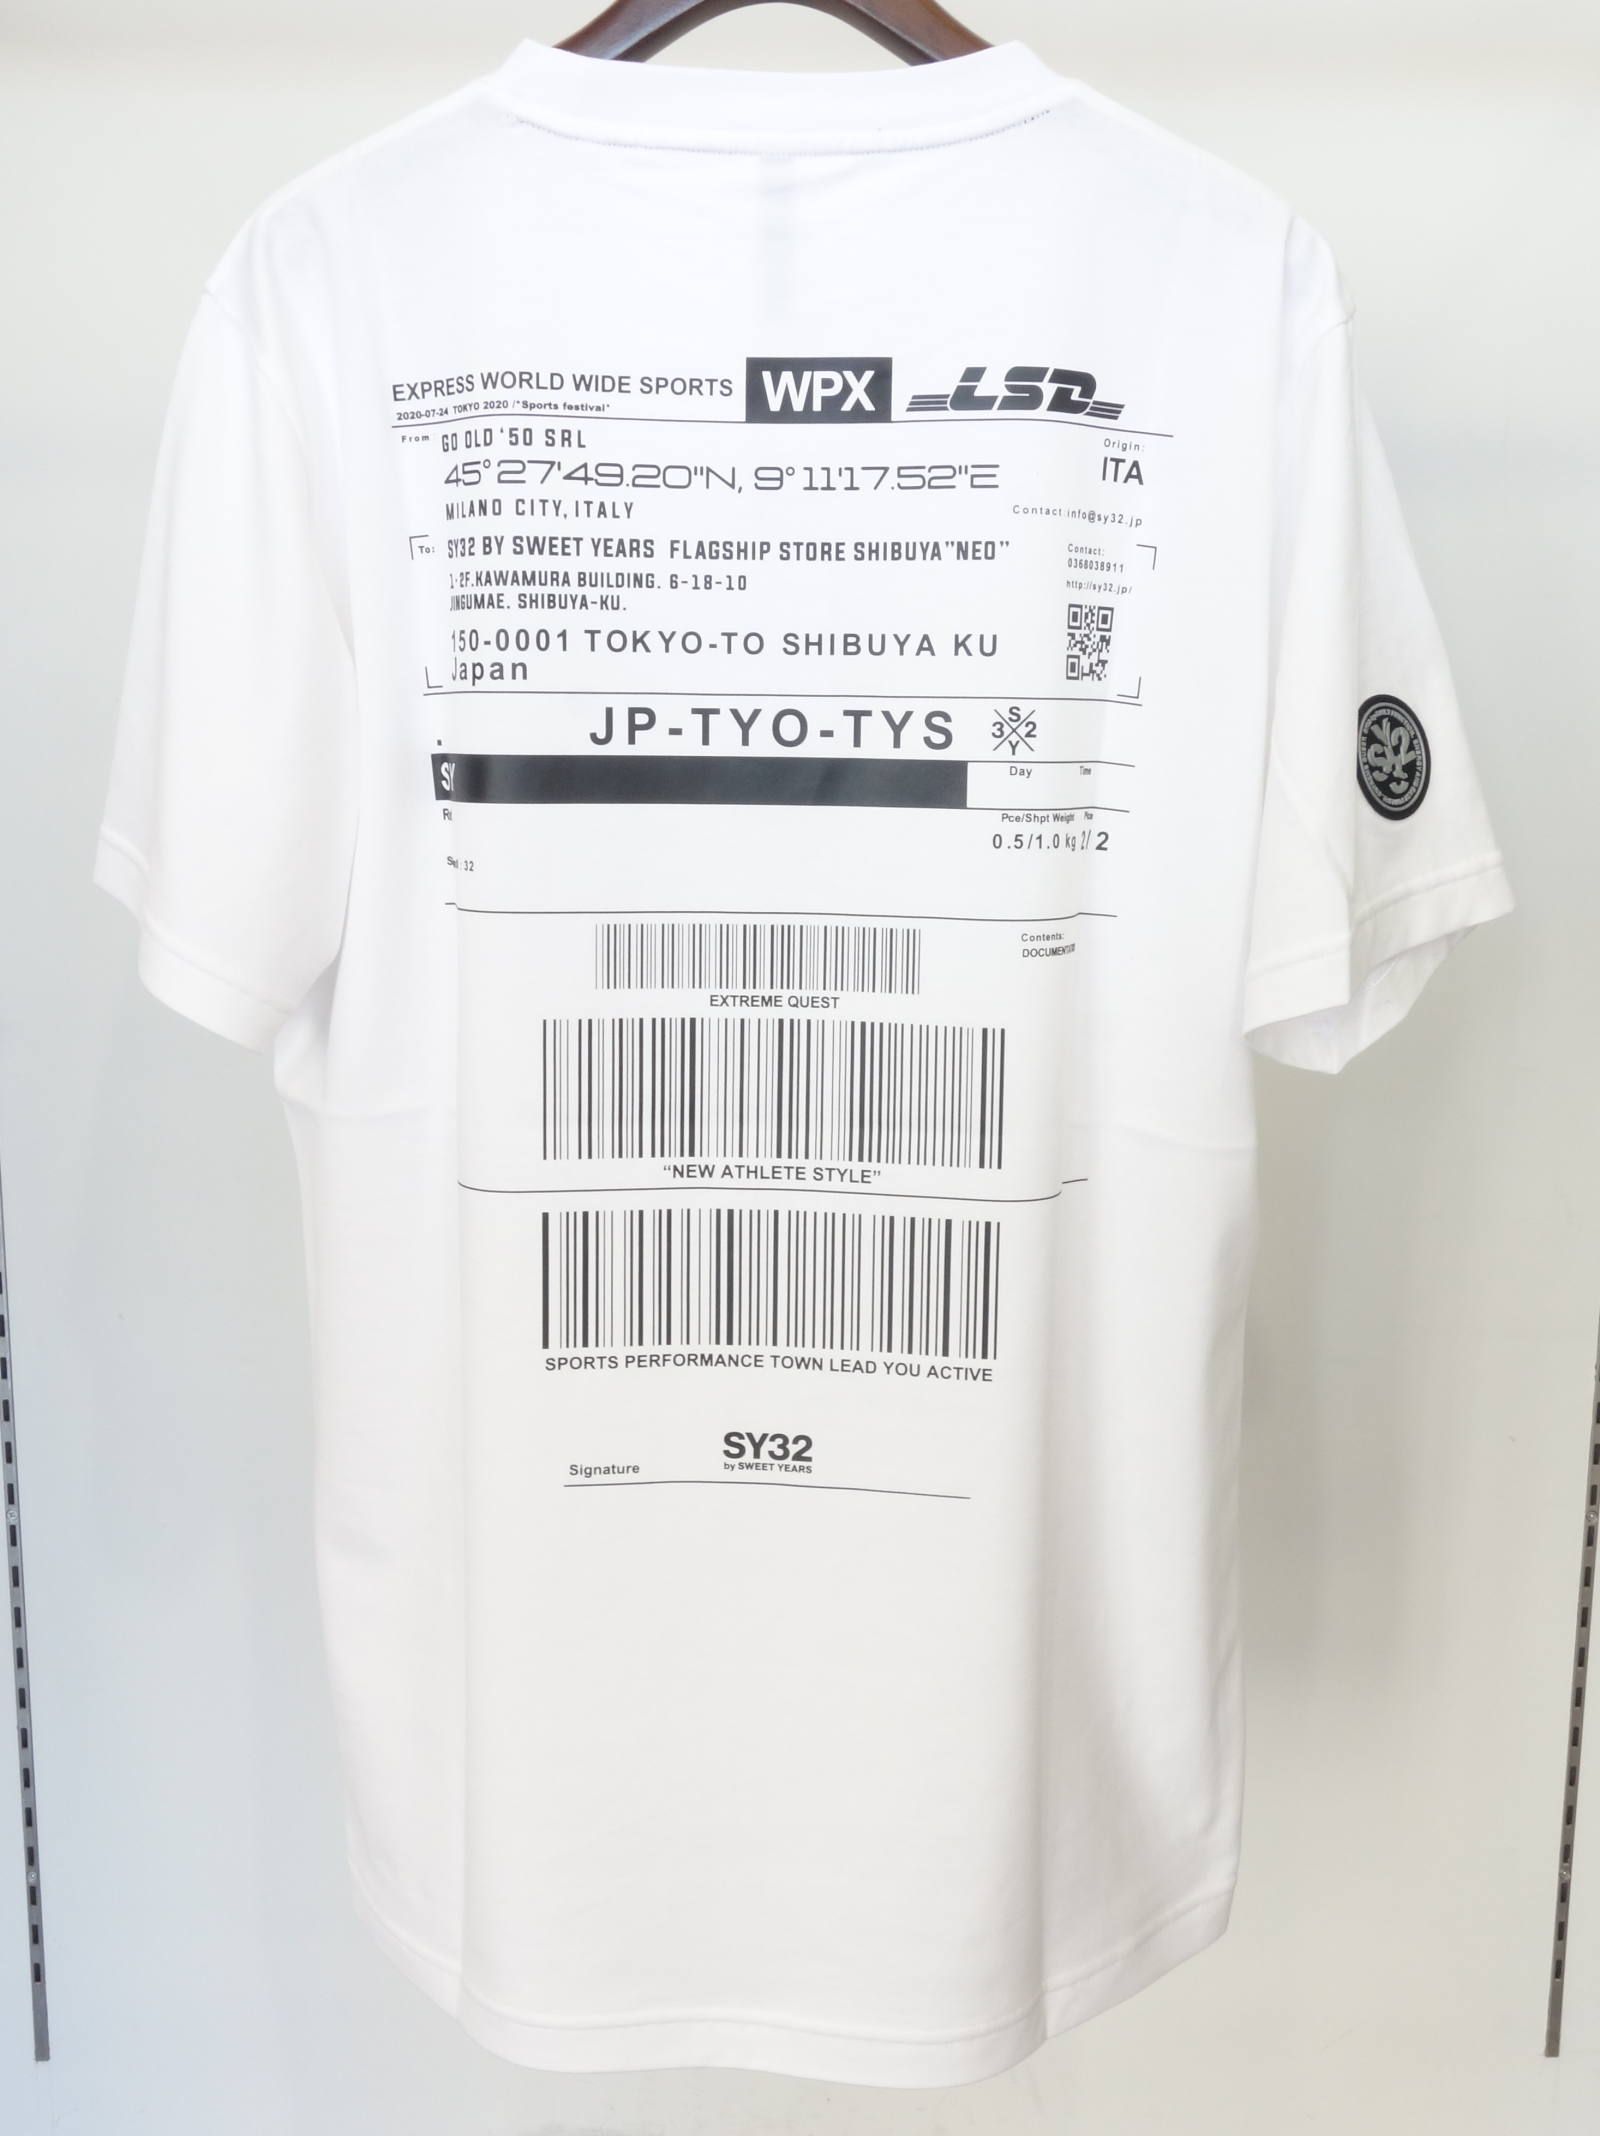 EXPRESS WORLD WIDE SPORTS WPX LSD
2020-07-24 TOKYO 2020 /"Sports festival"
From GO OLD '50 SRL
Origin:
45°27'49.20"N, 9°11'17.52"E
ITA
MILANO CITY, ITALY
Contact:info@sy32.jp
To: SY32 BY SWEET YEARS FLAGSHIP STORE SHIBUYA"NEO"
Contact:
0368038911
1-2F.KAWAMURA BUILDING. 6-18-10
http://sy32.jp/
JINGUMAE. SHIBUYA-KU.
150-0001 TOKYO-TO SHIBUYA KU
Japan
JP-TYO-TYS S32Y
SY
Day Time
Pce/Shpt Weight
0.5/1.0 kg 2/2
32
Contents:
EXTREME QUEST
"NEW ATHLETE STYLE"
SPORTS PERFORMANCE TOWN LEAD YOU ACTIVE
SY32
by SWEET YEARS
Signature